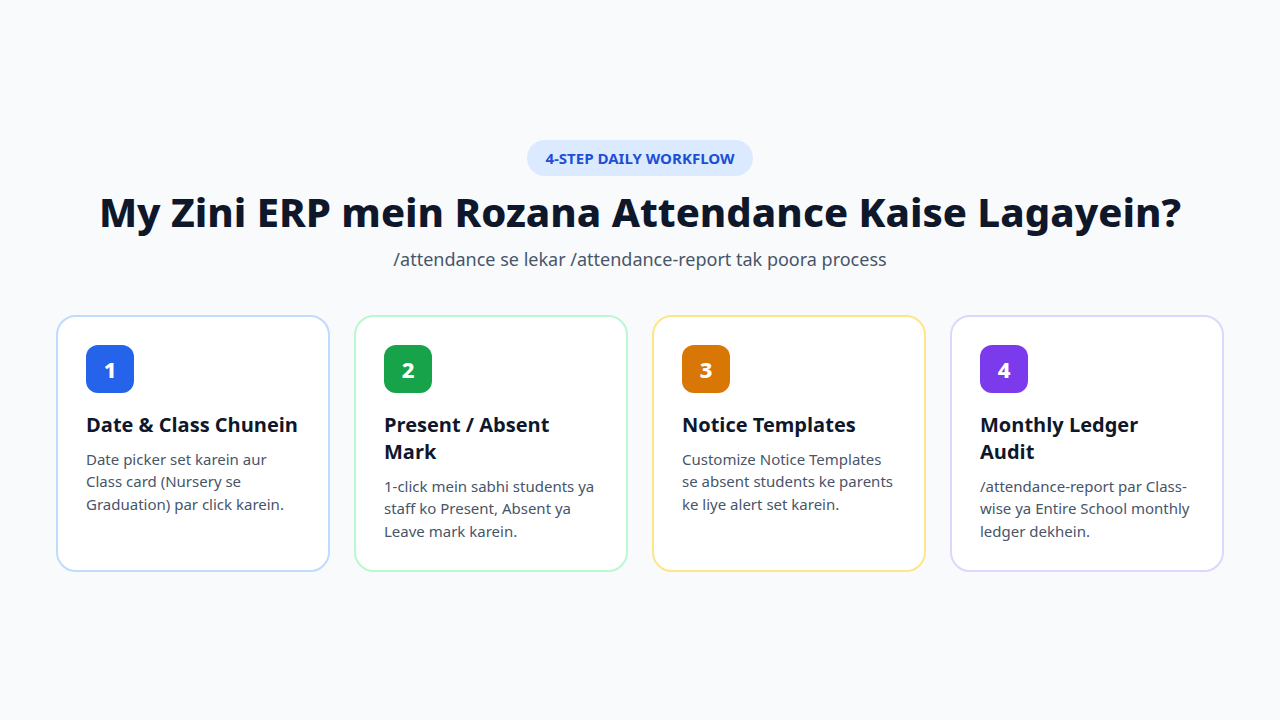 4-STEP DAILY WORKFLOW
My Zini ERP mein Rozana Attendance Kaise Lagayein?
/attendance se lekar /attendance-report tak poora process
1
Date & Class Chunein
Date picker set karein aur
Class card (Nursery se
Graduation) par click karein.
2
Present / Absent
Mark
1-click mein sabhi students ya
staff ko Present, Absent ya
Leave mark karein.
3
Notice Templates
Customize Notice Templates
se absent students ke parents
ke liye alert set karein.
4
Monthly Ledger
Audit
/attendance-report par Class-
wise ya Entire School monthly
ledger dekhein.